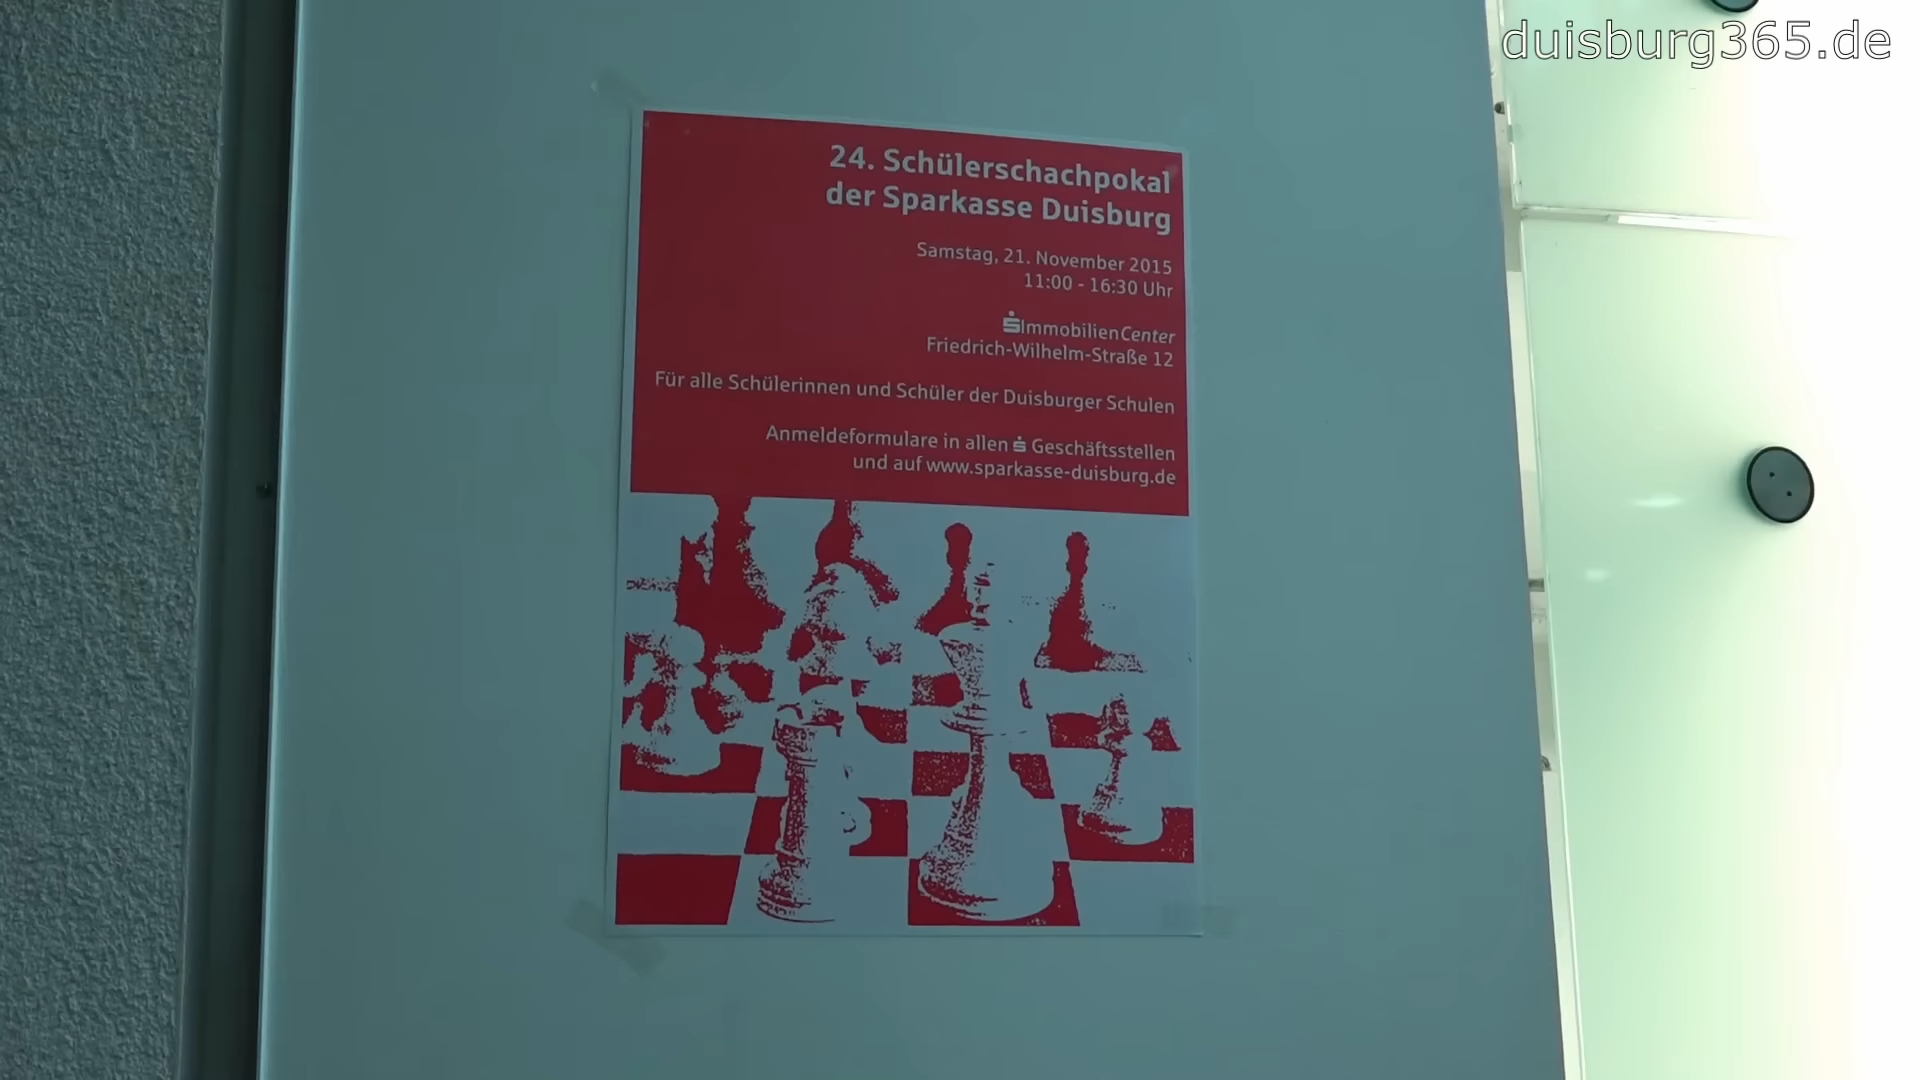 duisburg365.de
24. Schülerschachpokal
der Sparkasse Duisburg
Samstag, 21. November 2015
11:00 - 16:30 Uhr
ImmobilienCenter
Friedrich-Wilhelm-Straße 12
Für alle Schülerinnen und Schüler der Duisburger Schulen
Anmeldeformulare in allen Geschäftsstellen
und auf www.sparkasse-duisburg.de